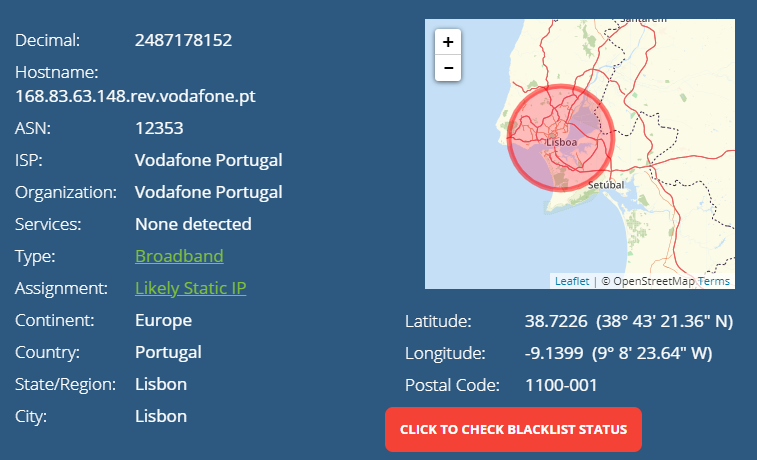 Decimal: 2487178152
Hostname:
168.83.63.148.rev.vodafone.pt
ASN: 12353
ISP: Vodafone Portugal
Organization: Vodafone Portugal
Services: None detected
Type: Broadband
Assignment: Likely Static IP
Continent: Europe
Country: Portugal
State/Region: Lisbon
City: Lisbon
Santarém
+
−
Lisboa
Setúbal
Leaflet | © OpenStreetMap Terms
Latitude: 38.7226 (38° 43' 21.36" N)
Longitude: -9.1399 (9° 8' 23.64" W)
Postal Code: 1100-001
CLICK TO CHECK BLACKLIST STATUS